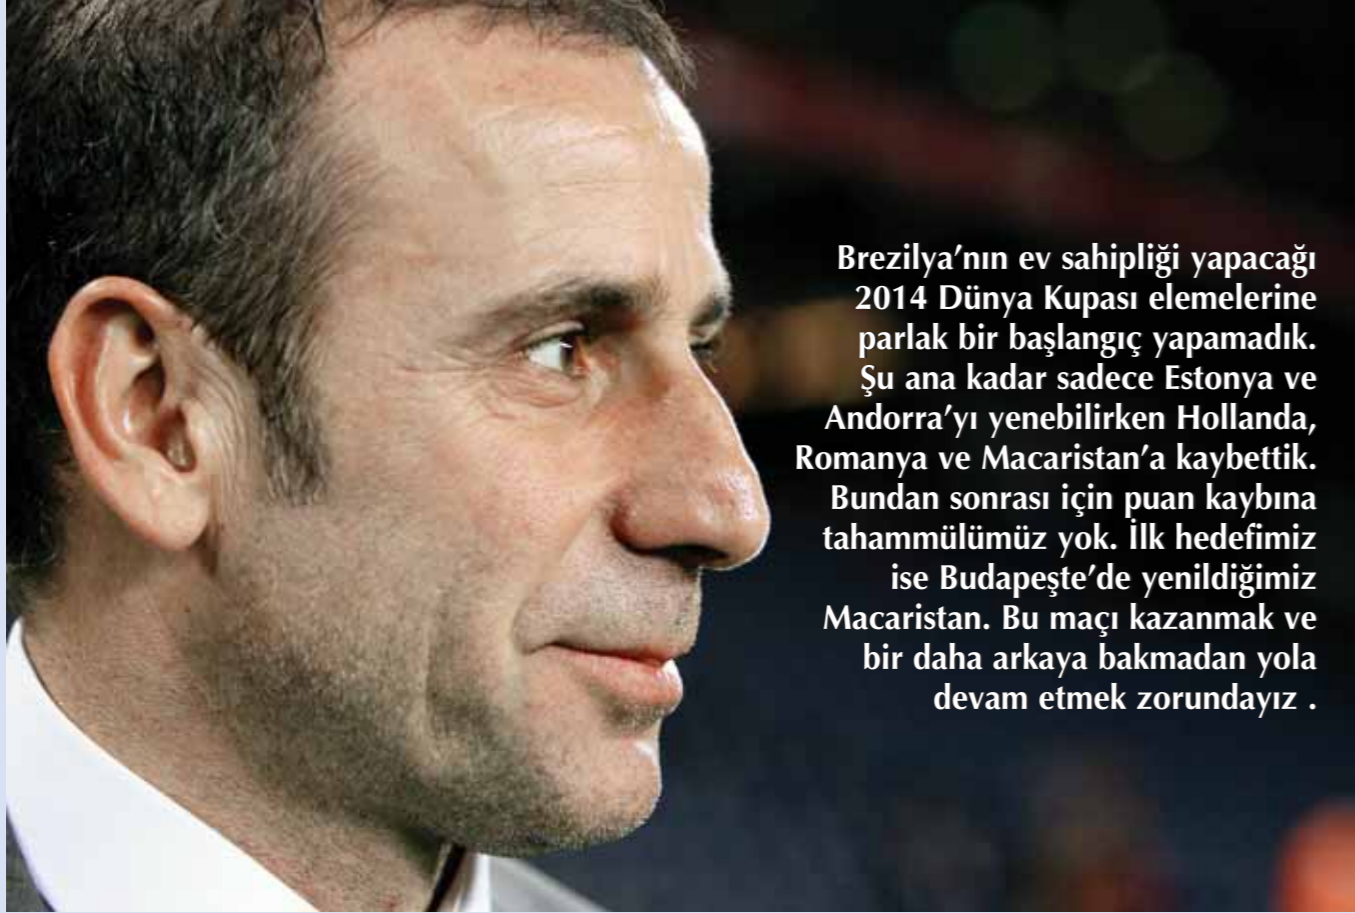 Brezilya’nın ev sahipliği yapacağı
2014 Dünya Kupası elemelerine
parlak bir başlangıç yapamadık.
Şu ana kadar sadece Estonya ve
Andorra’yı yenebilirken Hollanda,
Romanya ve Macaristan’a kaybettik.
Bundan sonrası için puan kaybına
tahammülümüz yok. İlk hedefimiz
ise Budapeşte’de yenildiğimiz
Macaristan. Bu maçı kazanmak ve
bir daha arkaya bakmadan yola
devam etmek zorundayız .